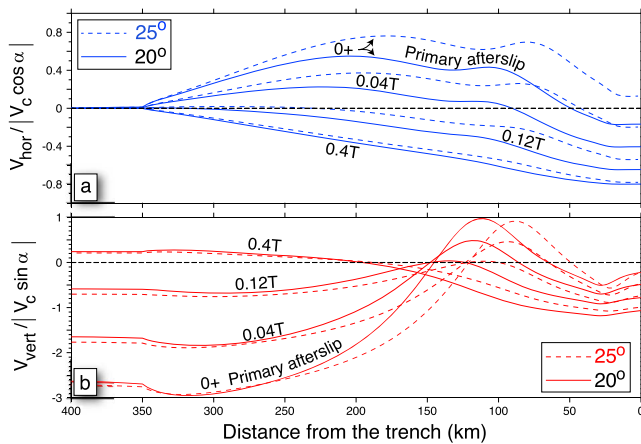 25°
20°
0+
Primary afterslip
0.04T
0.12T
0.4T
0.8
0.4
0
-0.4
0.8
V_hor / | V_c cos α |
a
1
0
-1
-2
-3
V_vert / | V_c sin α |
0.4T
0.12T
0.04T
0+ Primary afterslip
25°
20°
b
400 350 300 250 200 150 100 50 0
Distance from the trench (km)